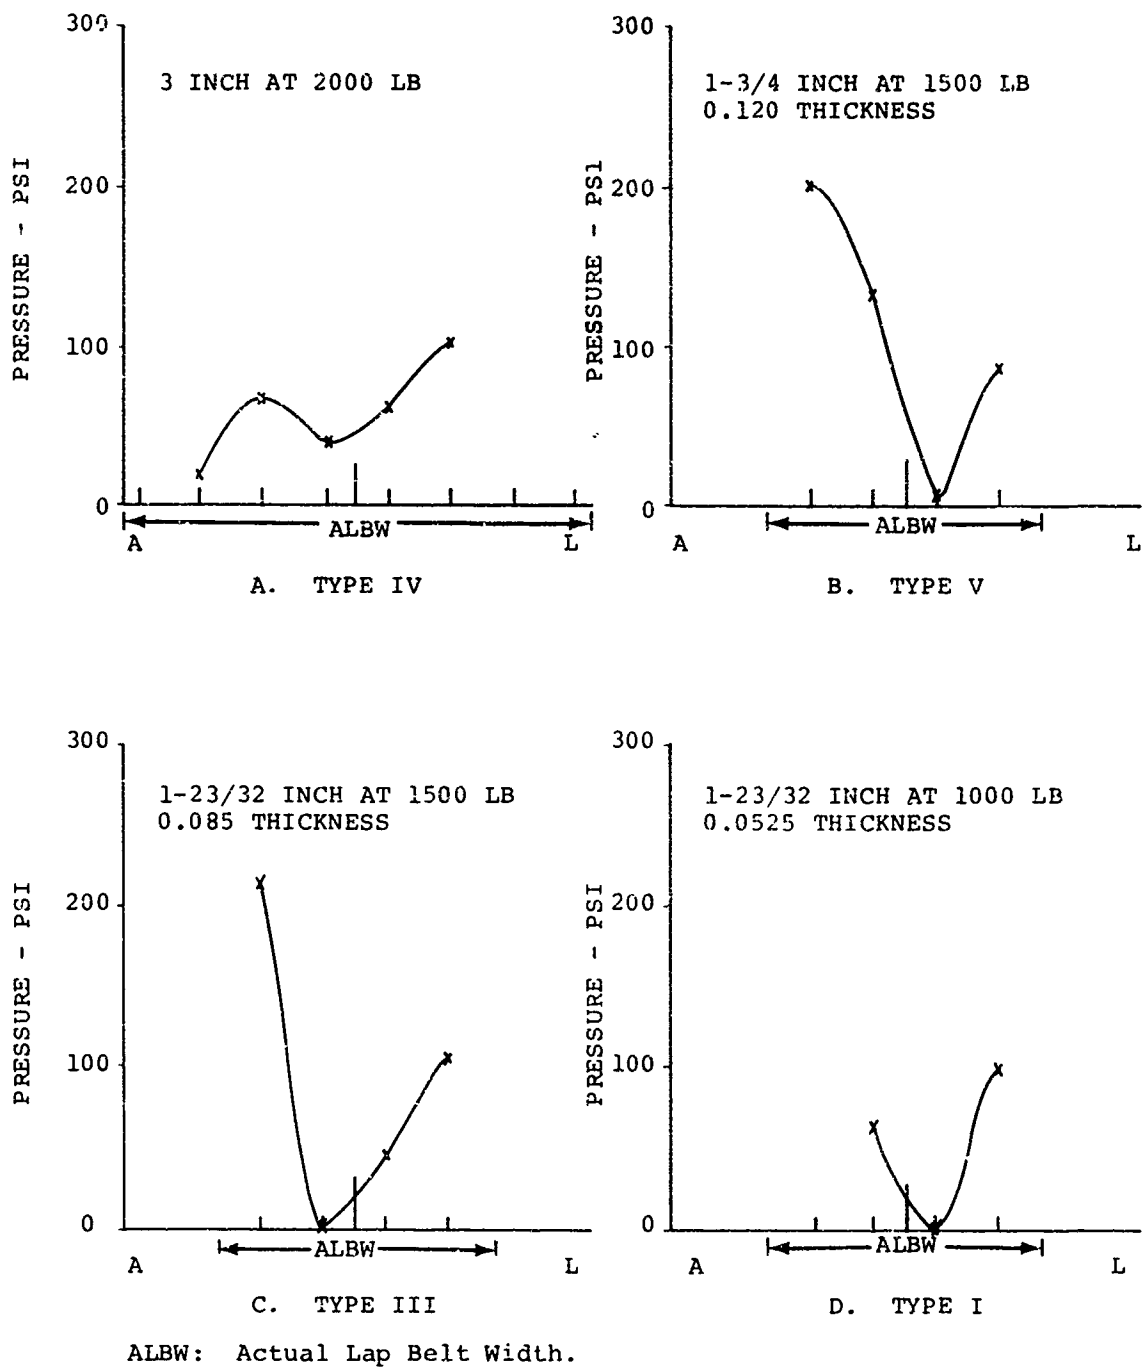 300
3 INCH AT 2000 LB
200
100
0
PRESSURE - PSI
ALBW
A
L
A. TYPE IV
300
1-3/4 INCH AT 1500 LB
0.120 THICKNESS
200
100
0
PRESSURE - PSI
ALBW
A
L
B. TYPE V
300
1-23/32 INCH AT 1500 LB
0.085 THICKNESS
200
100
0
PRESSURE - PSI
ALBW
A
L
C. TYPE III
300
1-23/32 INCH AT 1000 LB
0.0525 THICKNESS
200
100
0
PRESSURE - PSI
ALBW
A
L
D. TYPE I
ALBW: Actual Lap Belt Width.